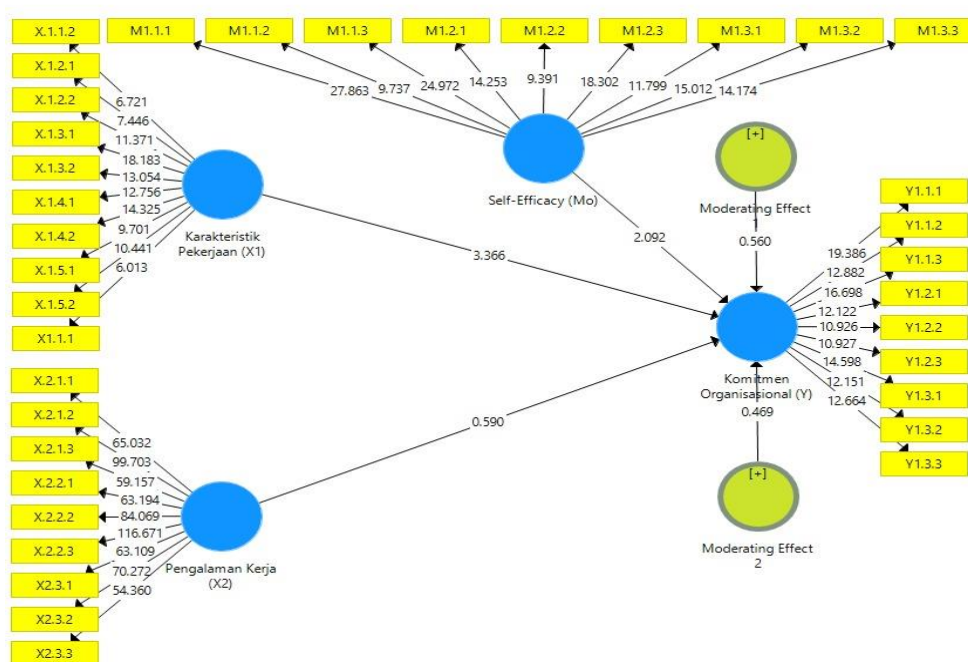 X.1.1.2
M1.1.1
M1.1.2
M1.1.3
M1.2.1
M1.2.2
M1.2.3
M1.3.1
M1.3.2
M1.3.3
X.1.2.1
X.1.2.2
X.1.3.1
X.1.3.2
X.1.4.1
X.1.4.2
X.1.5.1
X.1.5.2
X1.1.1
6.721
7.446
11.371
18.183
13.054
12.756
14.325
9.701
10.441
6.013
Karakteristik
Pekerjaan (X1)
27.863
9.737
24.972
14.253
9.391
18.302
11.799
15.012
14.174
Self-Efficacy (Mo)
[+]
Moderating Effect
1
2.092
0.560
3.366
Y1.1.1
Y1.1.2
Y1.1.3
Y1.2.1
Y1.2.2
Y1.2.3
Y1.3.1
Y1.3.2
Y1.3.3
19.386
12.882
16.698
12.122
10.926
10.927
14.598
12.151
12.664
Komitmen
Organisasional (Y)
0.469
0.590
X.2.1.1
X.2.1.2
X.2.1.3
X.2.2.1
X.2.2.2
X.2.2.3
X2.3.1
X2.3.2
X2.3.3
65.032
99.703
59.157
63.194
84.069
116.671
63.109
70.272
54.360
Pengalaman Kerja
(X2)
[+]
Moderating Effect
2